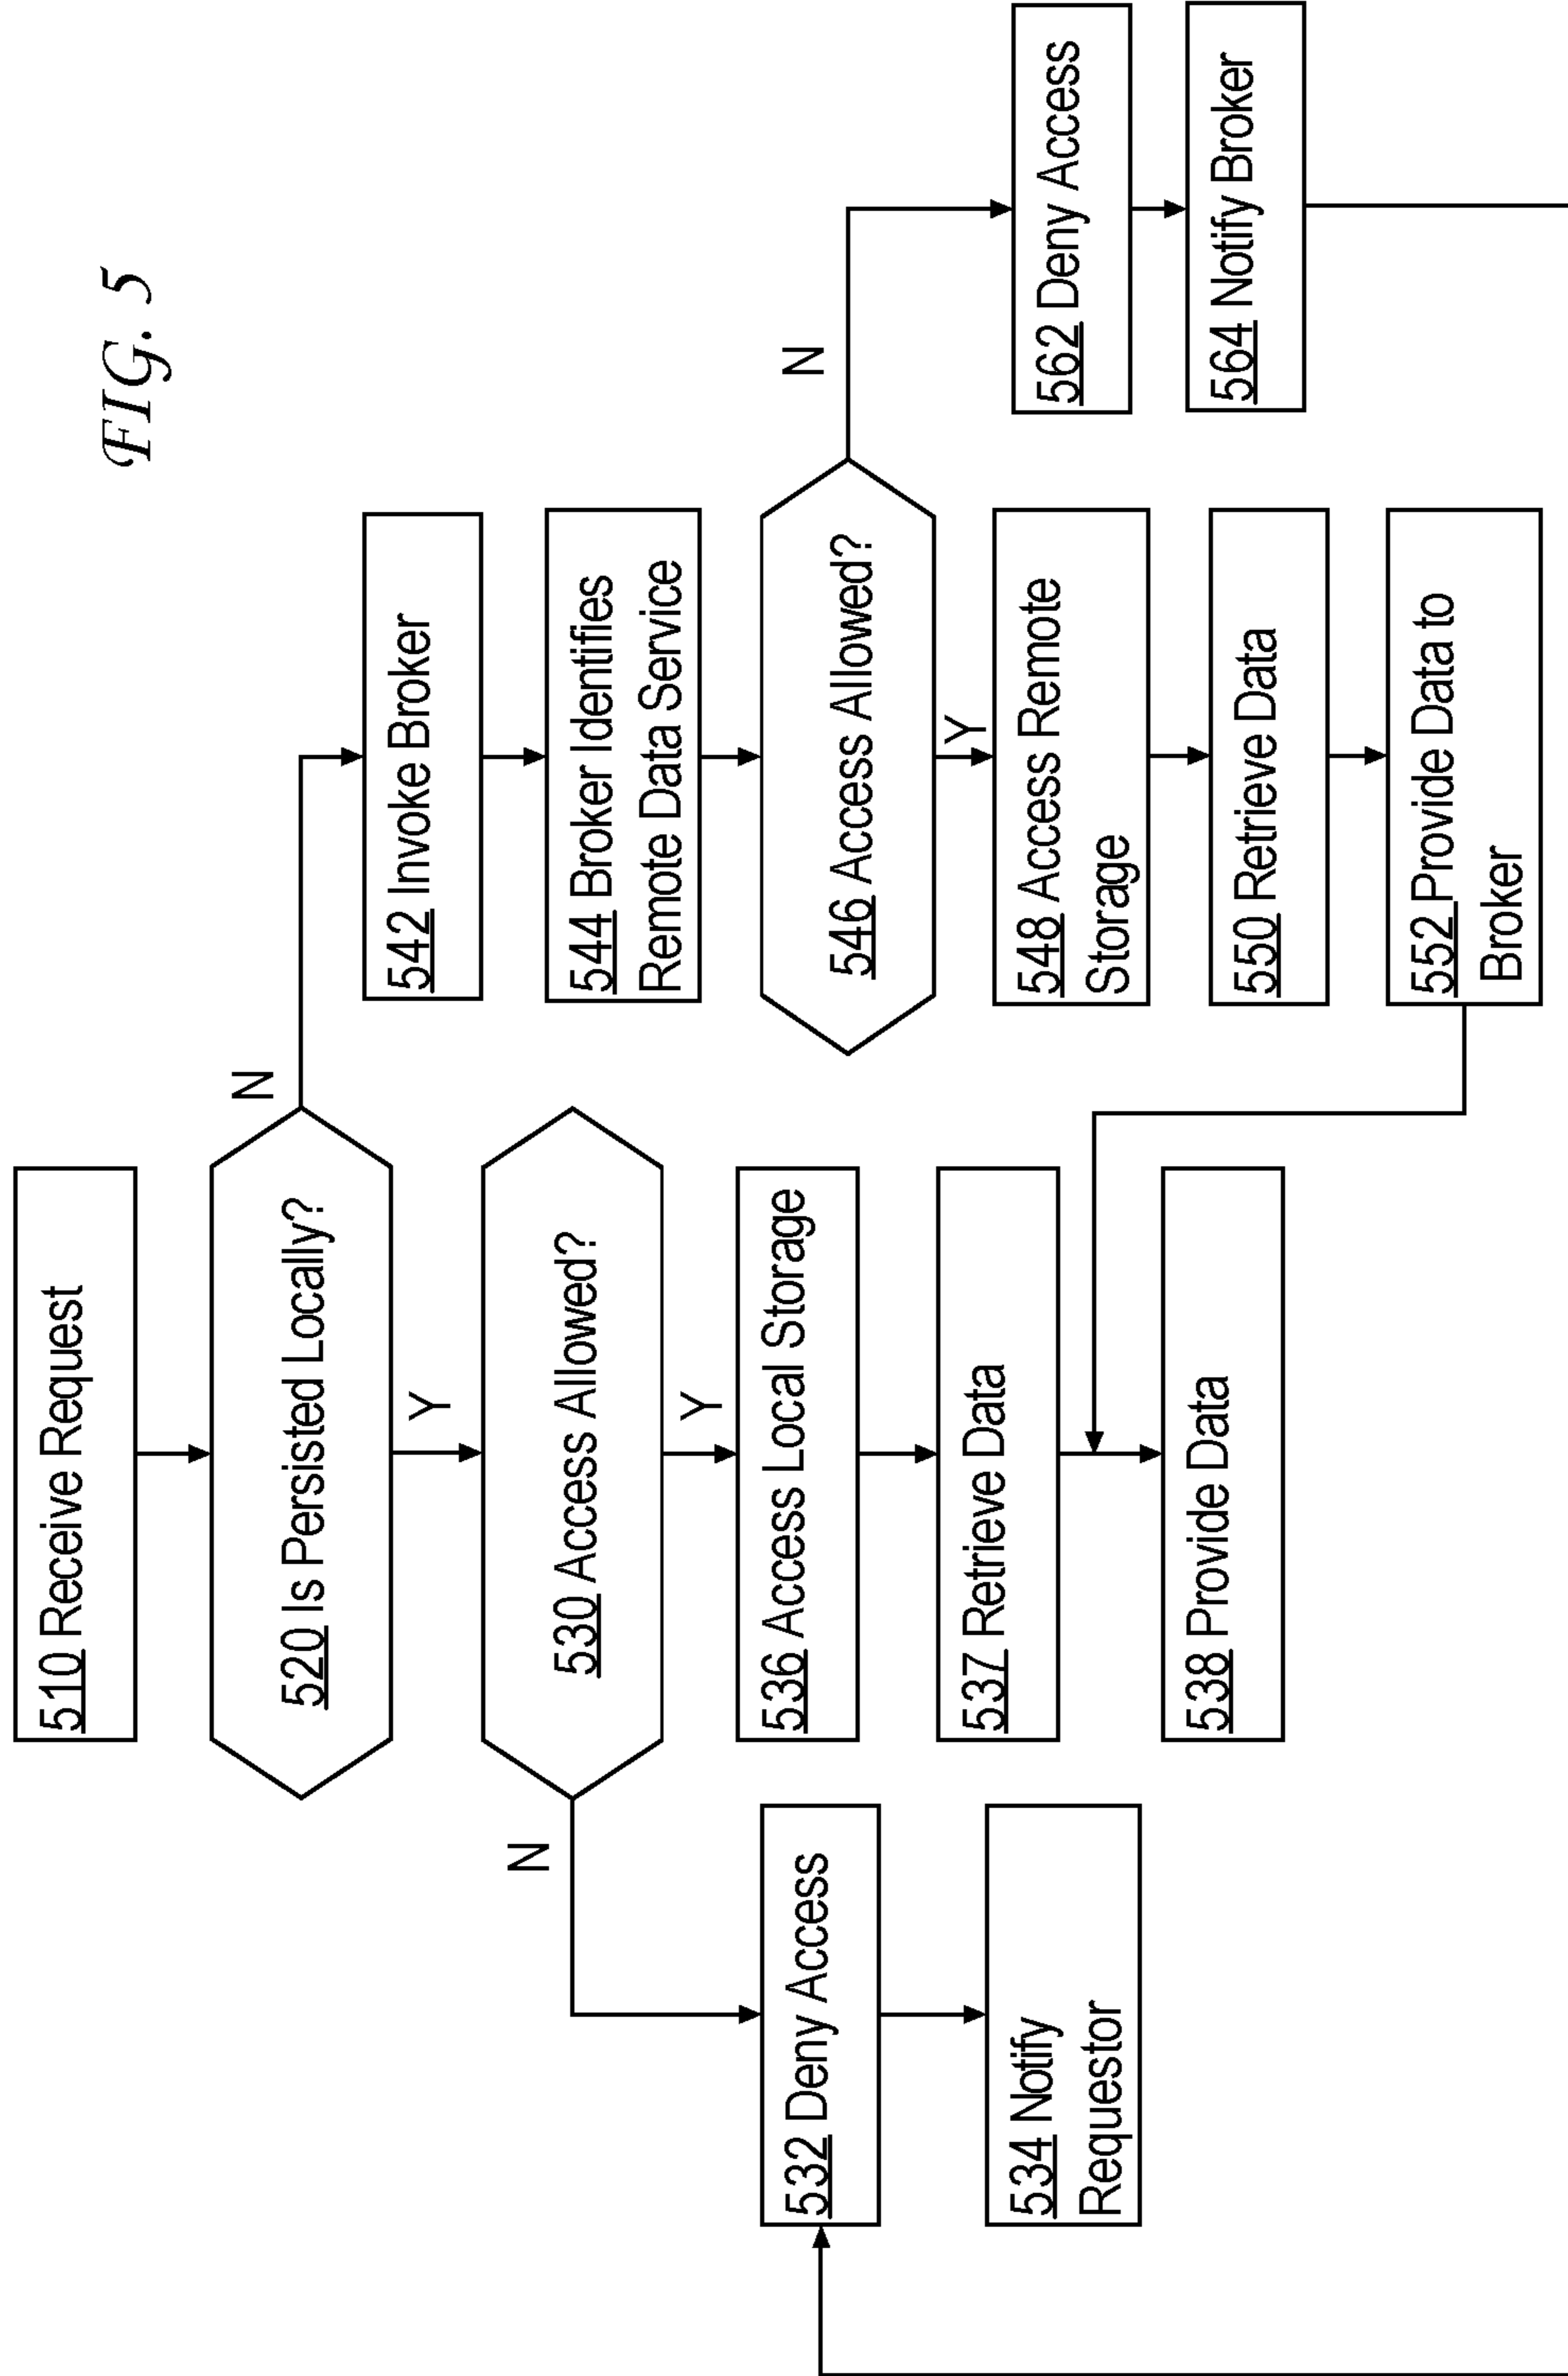 FIG. 5
510 Receive Request
520 Is Persisted Locally?
N
Y
530 Access Allowed?
N
Y
532 Deny Access
534 Notify
Requestor
536 Access Local Storage
537 Retrieve Data
538 Provide Data
542 Invoke Broker
544 Broker Identifies
Remote Data Service
546 Access Allowed?
N
Y
548 Access Remote
Storage
550 Retrieve Data
552 Provide Data to
Broker
562 Deny Access
564 Notify Broker